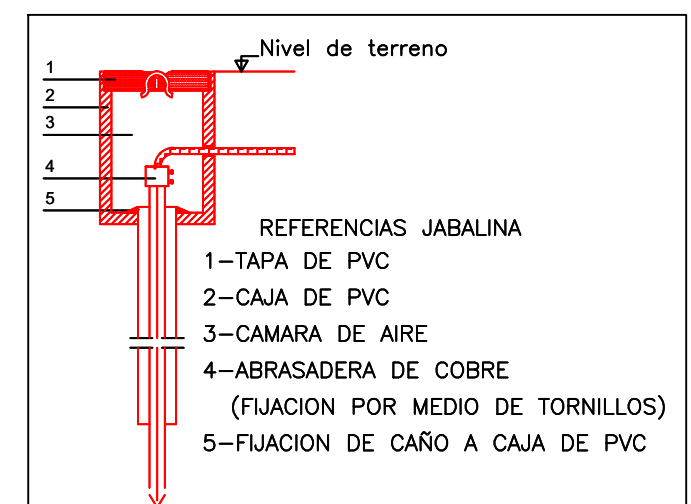 Nivel de terreno
1
2
3
4
5
REFERENCIAS JABALINA
1-TAPA DE PVC
2-CAJA DE PVC
3-CAMARA DE AIRE
4-ABRASADERA DE COBRE
(FIJACION POR MEDIO DE TORNILLOS)
5-FIJACION DE CAÑO A CAJA DE PVC